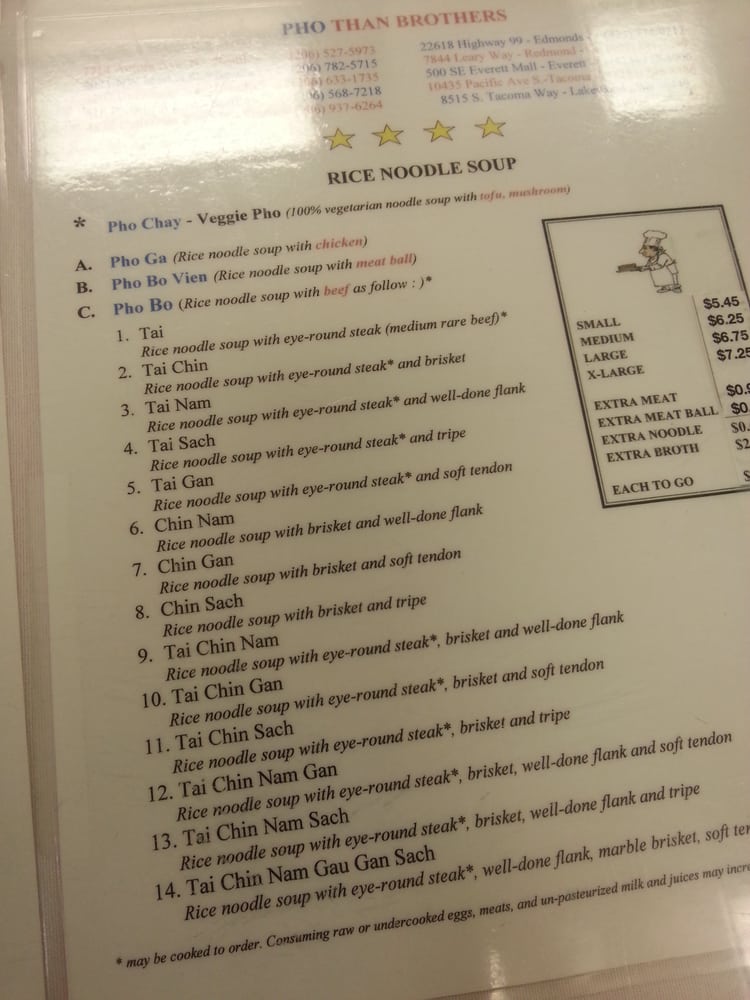 PHO THAN BROTHERS
527-5973
782-5715
633-1735
568-7218
937-6264
22618 Highway 99 - Edmonds -
7844 Leary Way - Redmond -
500 SE Everett Mall - Everett
10435 Pacific Ave S.-Tacoma
8515 S. Tacoma Way -
RICE NOODLE SOUP
* Pho Chay - Veggie Pho (100% vegetarian noodle soup with tofu, mushroom)
A. Pho Ga (Rice noodle soup with chicken)
B. Pho Bo Vien (Rice noodle soup with meat ball)
C. Pho Bo (Rice noodle soup with beef as follow : )*
1. Tai
Rice noodle soup with eye-round steak (medium rare beef)*
2. Tai Chin
Rice noodle soup with eye-round steak* and brisket
3. Tai Nam
Rice noodle soup with eye-round steak* and well-done flank
4. Tai Sach
Rice noodle soup with eye-round steak* and tripe
5. Tai Gan
Rice noodle soup with eye-round steak* and soft tendon
6. Chin Nam
Rice noodle soup with brisket and well-done flank
7. Chin Gan
Rice noodle soup with brisket and soft tendon
8. Chin Sach
Rice noodle soup with brisket and tripe
9. Tai Chin Nam
Rice noodle soup with eye-round steak*, brisket and well-done flank
10. Tai Chin Gan
Rice noodle soup with eye-round steak*, brisket and soft tendon
11. Tai Chin Sach
Rice noodle soup with eye-round steak*, brisket and tripe
12. Tai Chin Nam Gan
Rice noodle soup with eye-round steak*, brisket, well-done flank and soft tendon
13. Tai Chin Nam Sach
Rice noodle soup with eye-round steak*, brisket, well-done flank and tripe
14. Tai Chin Nam Gau Gan Sach
Rice noodle soup with eye-round steak*, well-done flank, marble brisket, soft
* may be cooked to order. Consuming raw or undercooked eggs, meats, and un-pasteurized milk and juices may
SMALL $5.45
MEDIUM $6.25
LARGE $6.75
X-LARGE $7.25
EXTRA MEAT
EXTRA MEAT BALL
EXTRA NOODLE
EXTRA BROTH
EACH TO GO